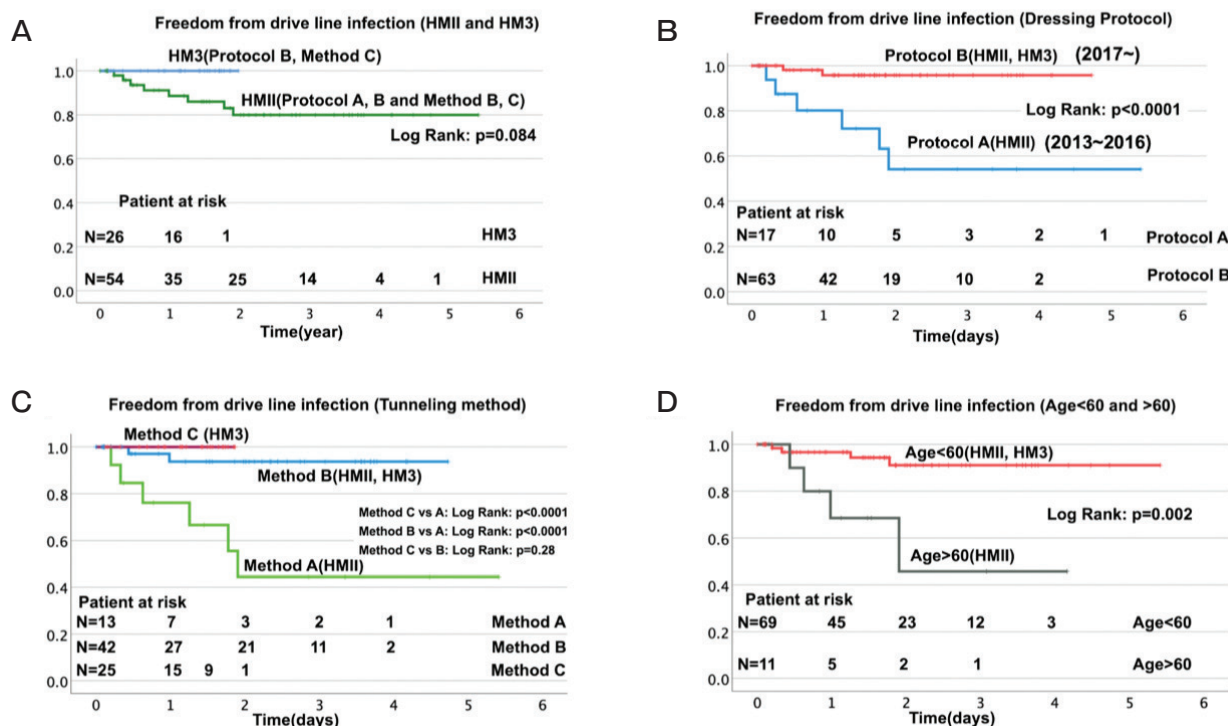 A
Freedom from drive line infection (HMII and HM3)
HM3(Protocol B, Method C)
1.0
HMII(Protocol A, B and Method B, C)
0.8
Log Rank: p=0.084
0.6
0.4
Patient at risk
N=26 16 1 HM3
0.2
N=54 35 25 14 4 1 HMII
0.0
0 1 2 3 4 5 6
Time(year)
B
Freedom from drive line infection (Dressing Protocol)
Protocol B(HMII, HM3) (2017~)
1.0
Log Rank: p<0.0001
0.8
Protocol A(HMII) (2013~2016)
0.6
0.4
Patient at risk
N=17 10 5 3 2 1 Protocol A
0.2
N=63 42 19 10 2 Protocol B
0.0
0 1 2 3 4 5 6
Time(days)
C
Freedom from drive line infection (Tunneling method)
Method C (HM3)
1.0
Method B(HMII, HM3)
0.8
Method C vs A: Log Rank: p<0.0001
Method B vs A: Log Rank: p<0.0001
Method C vs B: Log Rank: p=0.28
0.6
Method A(HMII)
0.4
Patient at risk
N=13 7 3 2 1 Method A
0.2
N=42 27 21 11 2 Method B
N=25 15 9 1 Method C
0.0
0 1 2 3 4 5 6
Time(days)
D
Freedom from drive line infection (Age<60 and >60)
1.0
Age<60(HMII, HM3)
0.8
Log Rank: p=0.002
0.6
Age>60(HMII)
0.4
Patient at risk
N=69 45 23 12 3 Age<60
0.2
N=11 5 2 1 Age>60
0.0
0 1 2 3 4 5 6
Time(days)